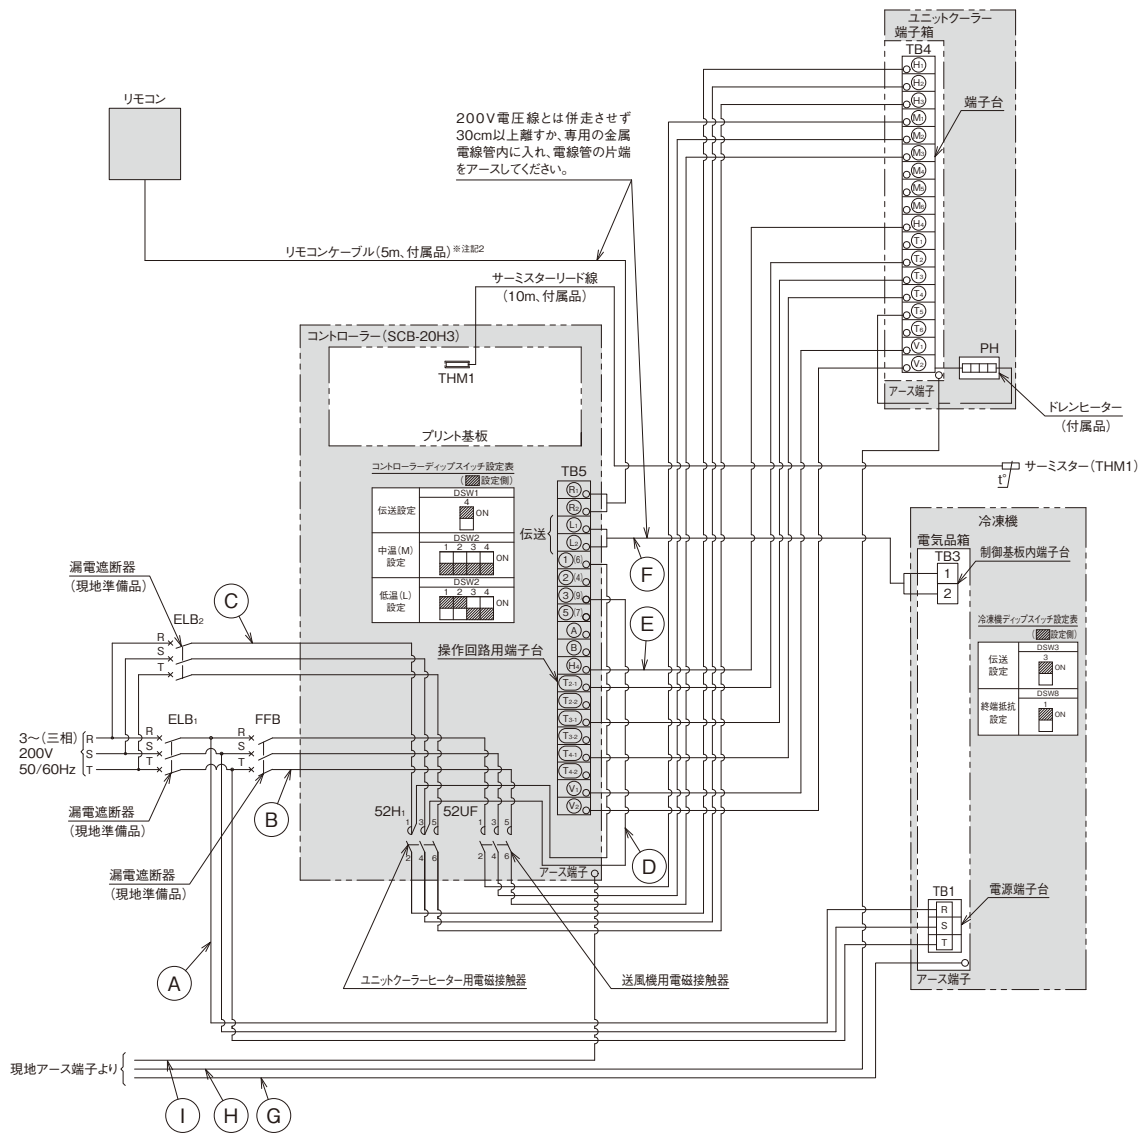 ユニットクーラー
端子箱
TB4
H1
H2
H3
M1
M2
M3
M4
M5
M6
H4
T1
T2
T3
T4
T5
T6
V1
V2
端子台
PH
アース端子
ドレンヒーター
(付属品)
リモコン
200V電圧線とは併走させず
30cm以上離すか、専用の金属
電線管内に入れ、電線管の片端
をアースしてください。
リモコンケーブル(5m、付属品)※注記2
サーミスターリード線
(10m、付属品)
コントローラー(SCB-20H3)
THM1
プリント基板
サーミスター(THM1)
t°
コントローラーディップスイッチ設定表
(設定側)
伝送設定
DSW1
4
ON
中温(M)
設定
DSW2
1 2 3 4
ON
低温(L)
設定
DSW2
1 2 3 4
ON
TB5
R1
R2
伝送
L1
L2
1(6)
2(4)
3(9)
5(7)
A
B
H4
T2-1
T2-2
T3-1
T3-2
T4-1
T4-2
V1
V2
操作回路用端子台
F
E
D
冷凍機
電気品箱
TB3
1
2
制御基板内端子台
冷凍機ディップスイッチ設定表
(設定側)
伝送
設定
DSW3
3
ON
終端抵抗
設定
DSW8
1
ON
TB1
R
S
T
電源端子台
アース端子
漏電遮断器
(現地準備品)
C
ELB2
R
S
T
3〜(三相)
200V
50/60Hz
R
S
T
ELB1
R
S
T
FFB
R
S
T
B
漏電遮断器
(現地準備品)
漏電遮断器
(現地準備品)
A
52H1
1 3 5
2 4 6
52UF
1 3 5
2 4 6
アース端子
ユニットクーラーヒーター用電磁接触器
送風機用電磁接触器
現地アース端子より
I
H
G